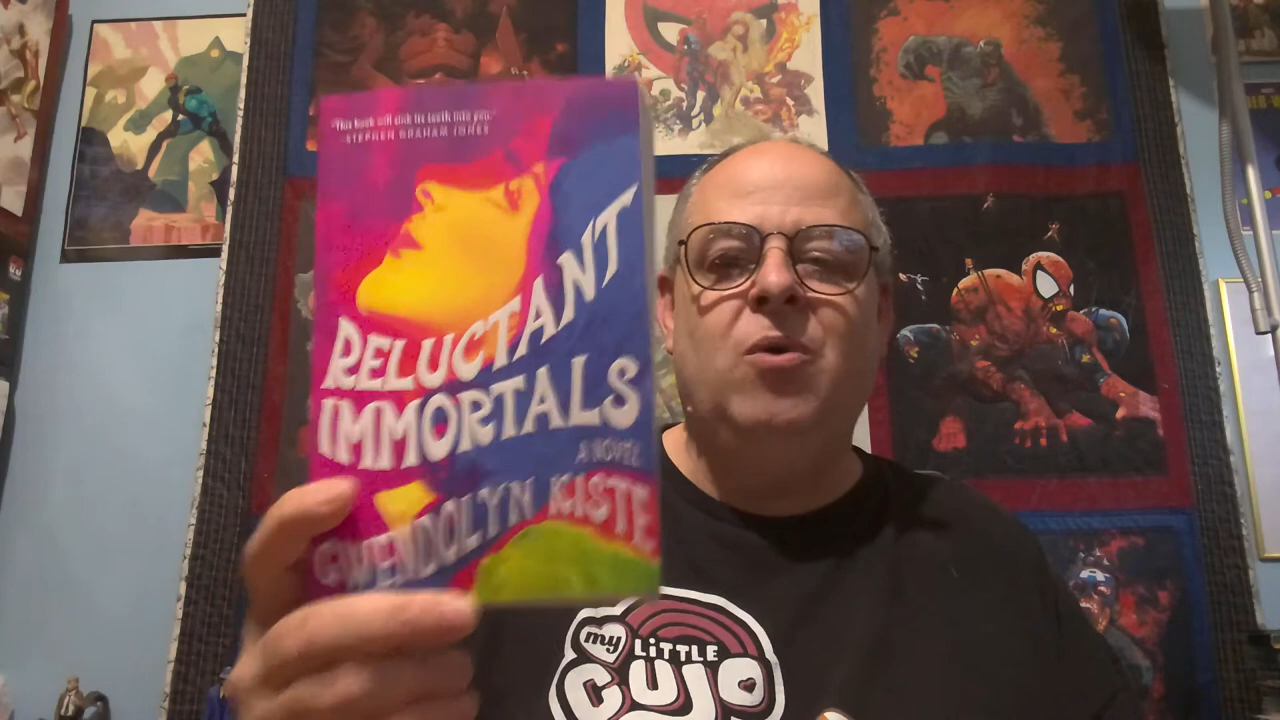 "This book will sink its teeth into you."
—STEPHEN GRAHAM JONES
RELUCTANT
IMMORTALS
A NOVEL
GWENDOLYN KISTE
my
LiTTLE
CUJO